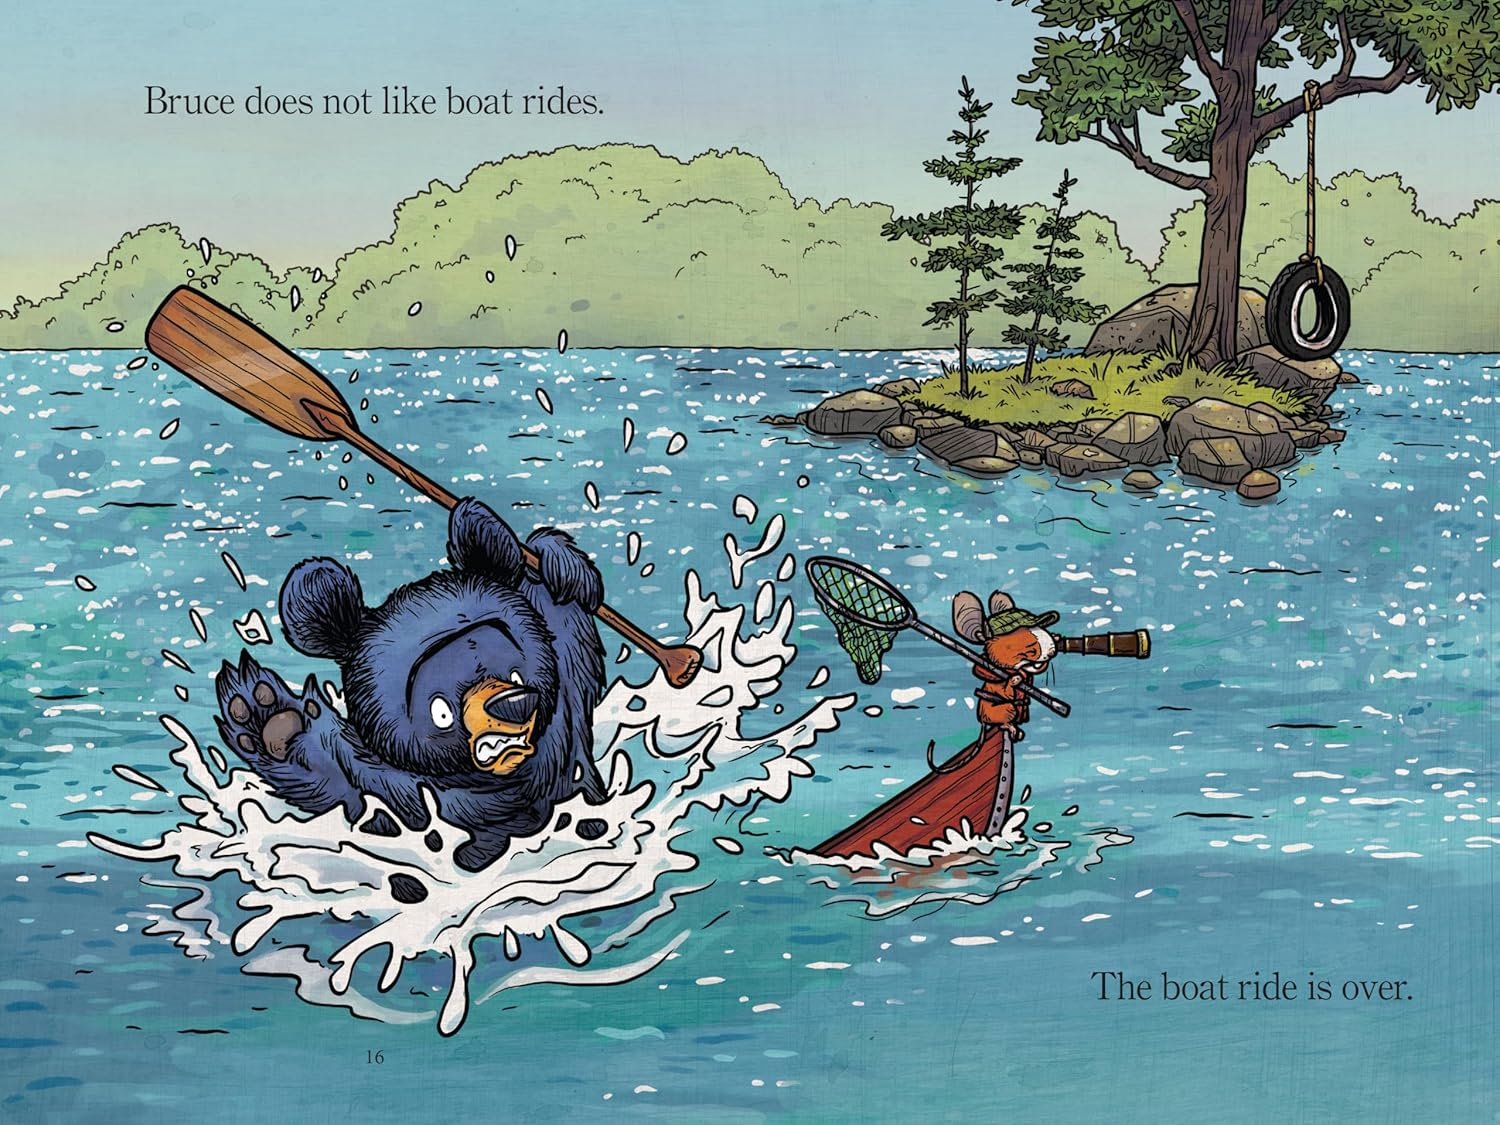 Bruce does not like boat rides.
The boat ride is over.
16